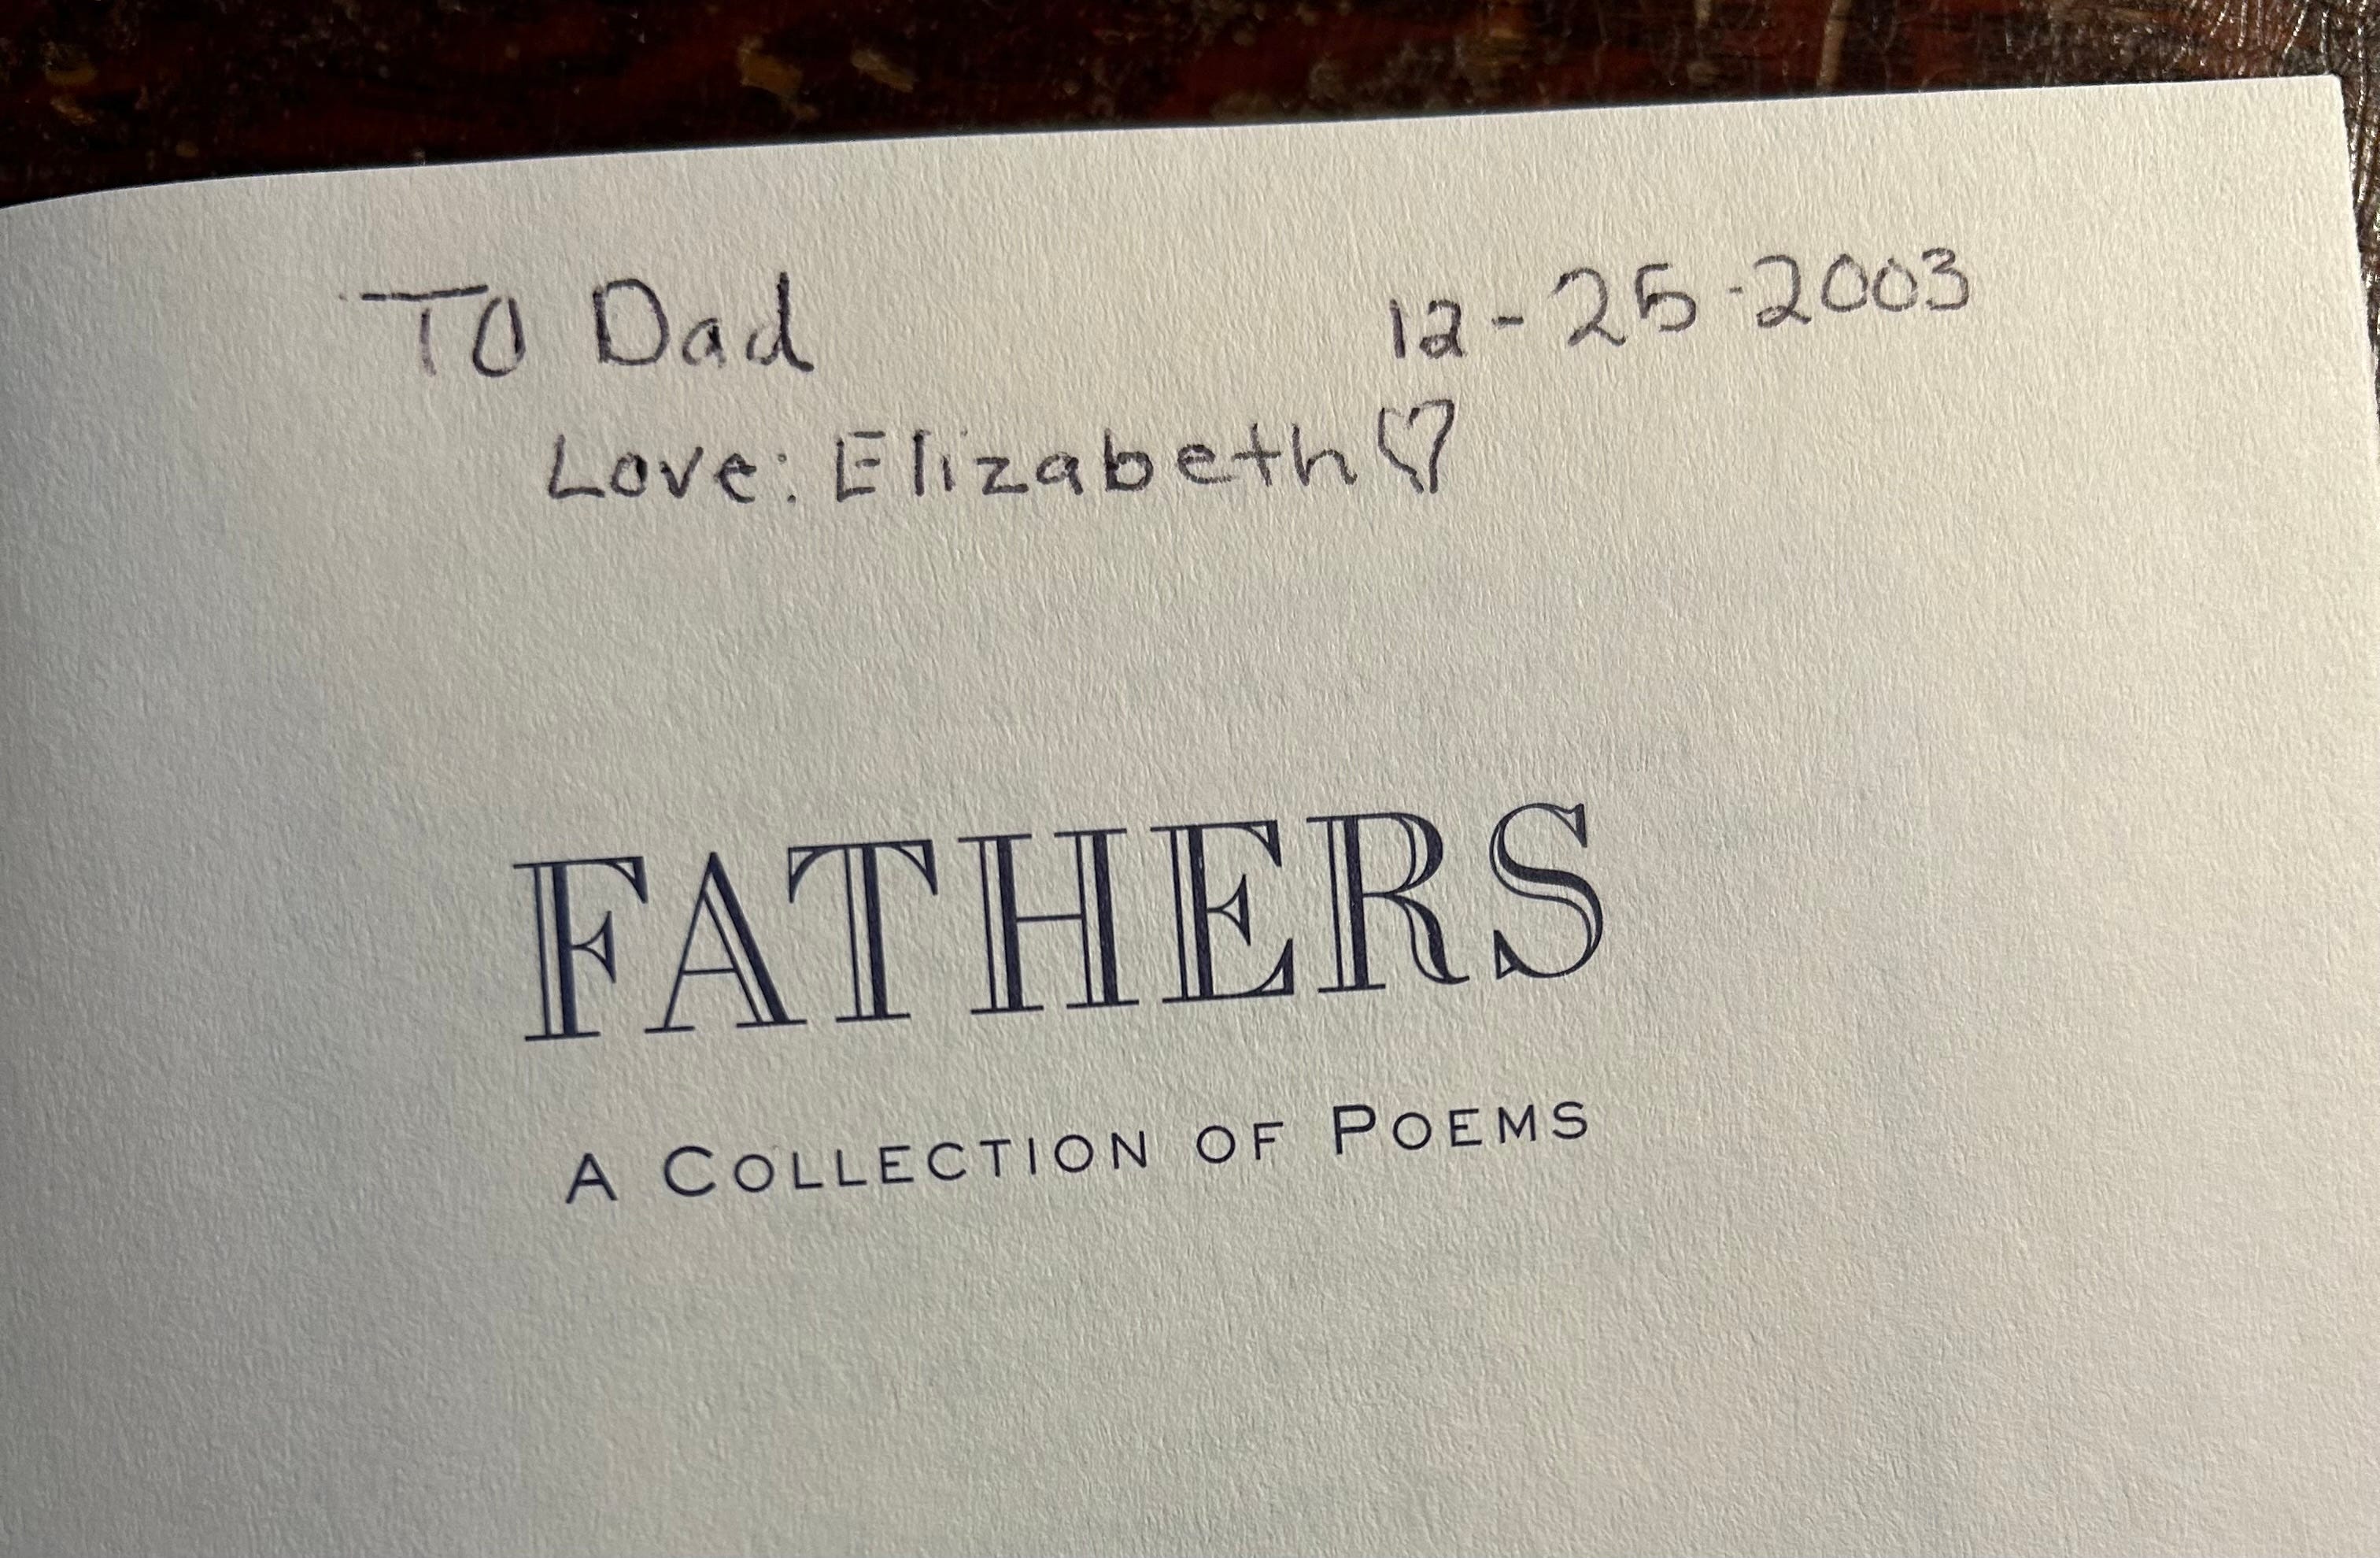 To Dad 12-25-2003
Love: Elizabeth ♡
FATHERS
A COLLECTION OF POEMS